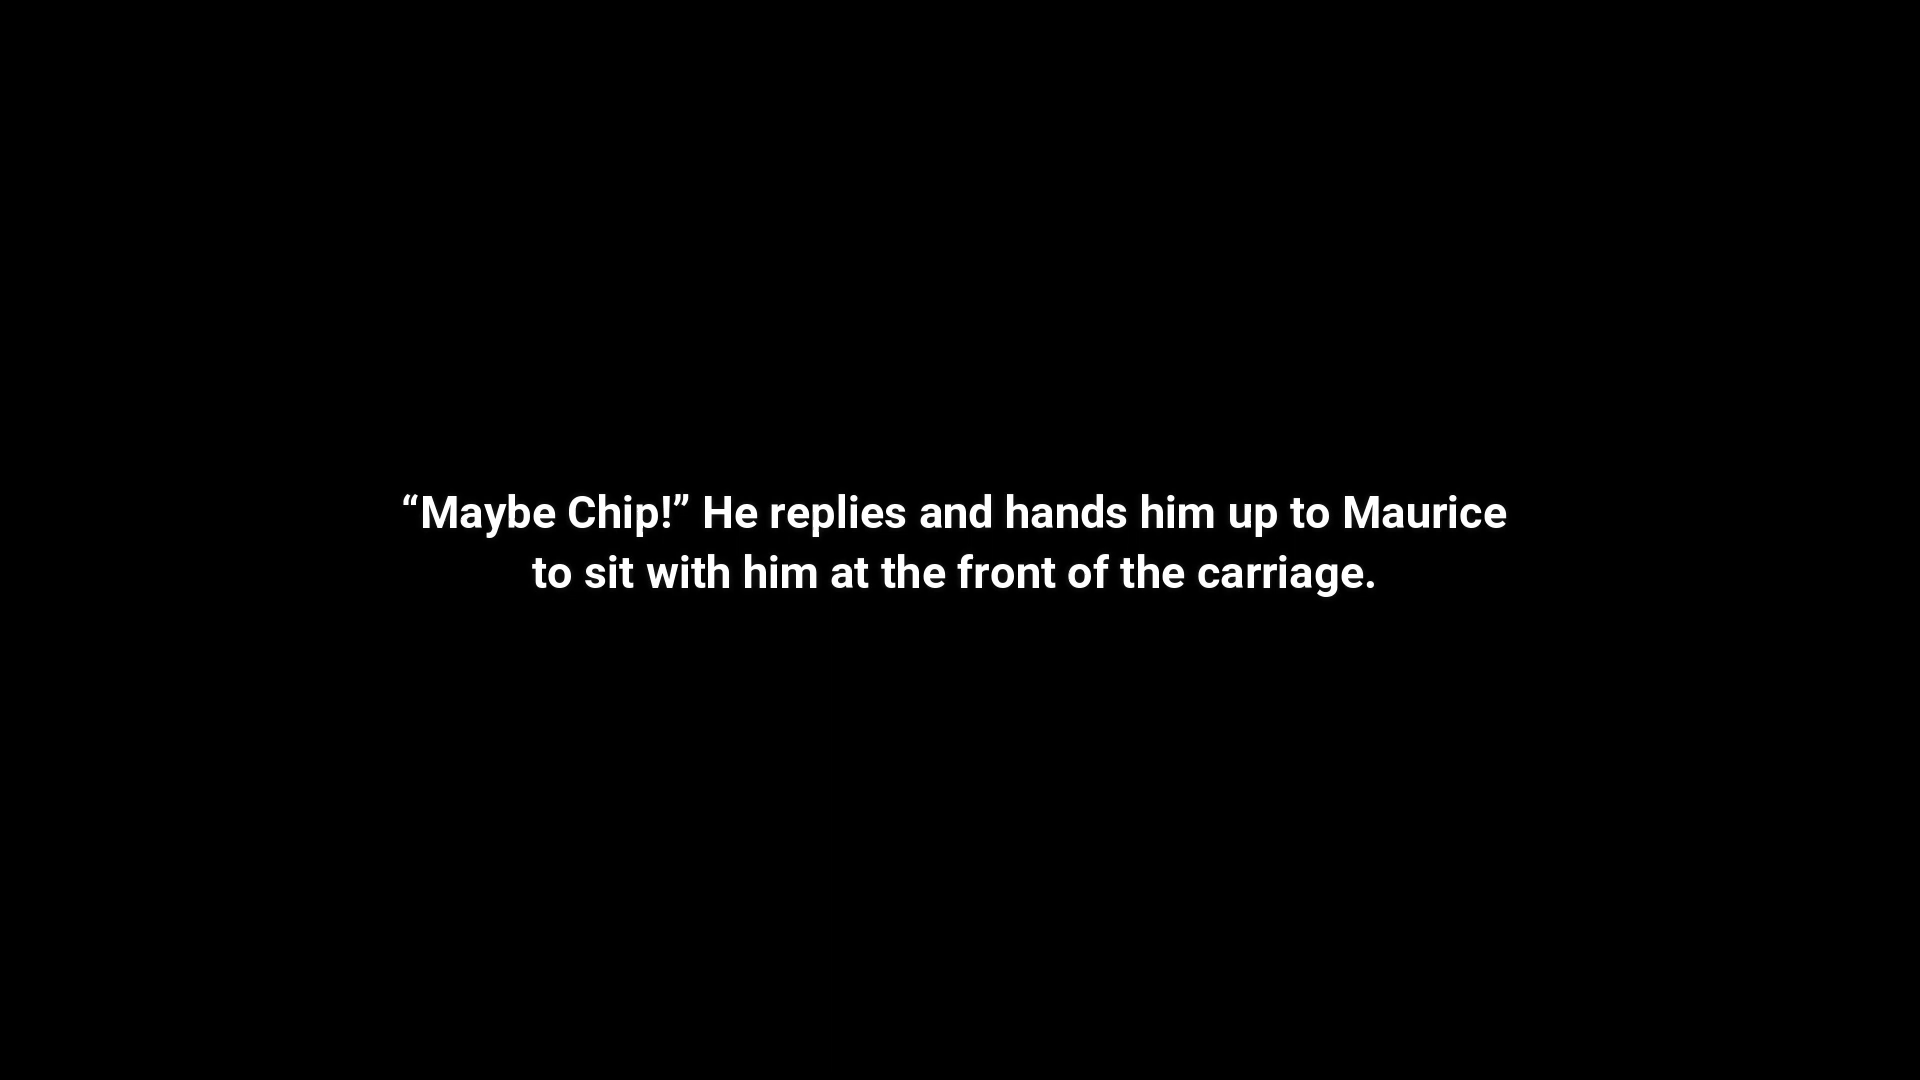 “Maybe Chip!” He replies and hands him up to Maurice
to sit with him at the front of the carriage.